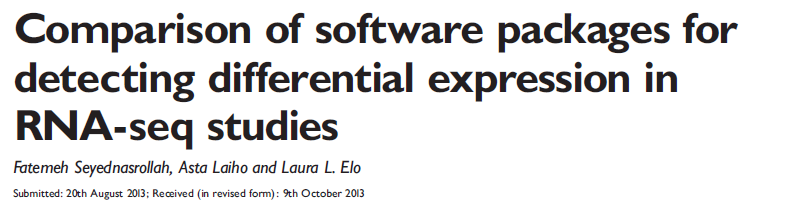 Comparison of software packages for
detecting differential expression in
RNA-seq studies
Fatemeh Seyednasrollah, Asta Laiho and Laura L. Elo
Submitted: 20th August 2013; Received (in revised form): 9th October 2013